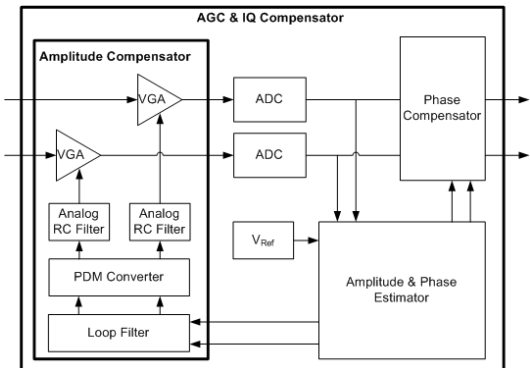 AGC & IQ Compensator
Amplitude Compensator
VGA
ADC
Phase
Compensator
VGA
ADC
Analog
RC Filter
Analog
RC Filter
VRef
PDM Converter
Amplitude & Phase
Estimator
Loop Filter